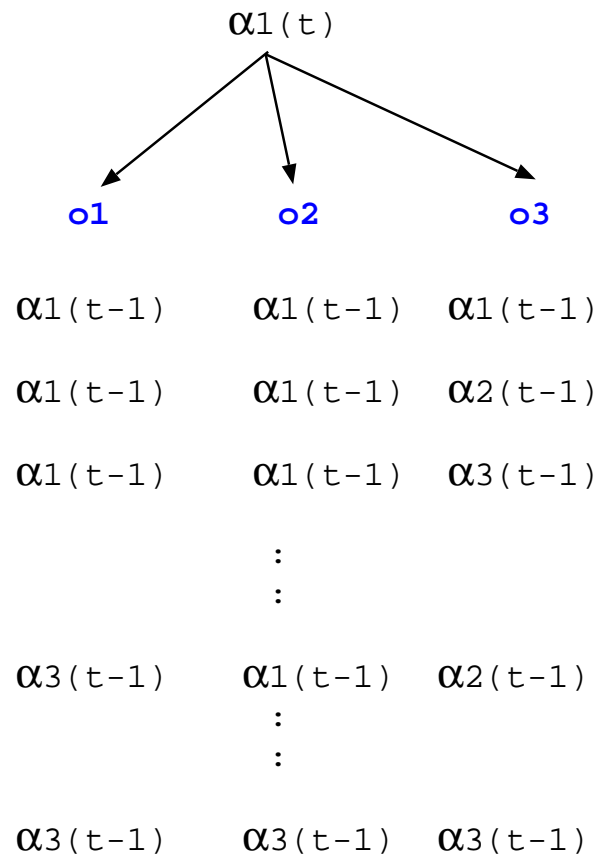 α1(t)
o1 o2 o3
α1(t-1) α1(t-1) α1(t-1)
α1(t-1) α1(t-1) α2(t-1)
α1(t-1) α1(t-1) α3(t-1)
:
:
α3(t-1) α1(t-1) α2(t-1)
:
:
α3(t-1) α3(t-1) α3(t-1)